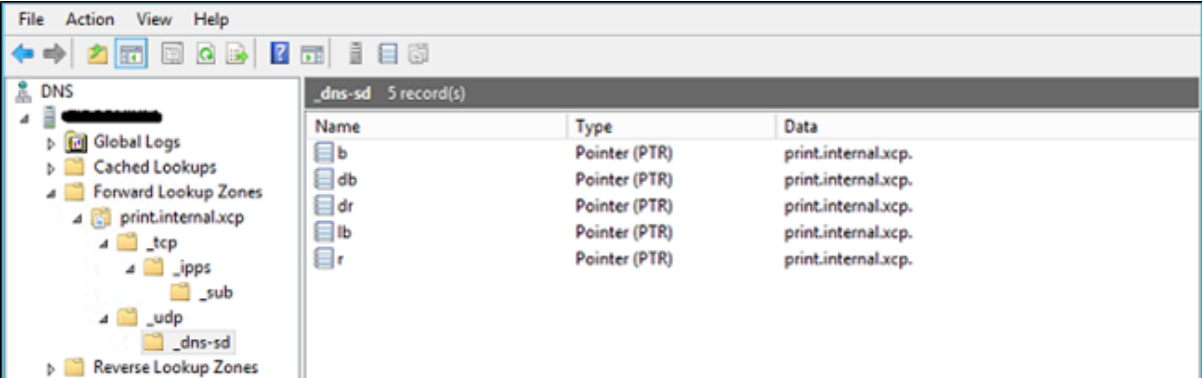 File Action View Help
DNS
Global Logs
Cached Lookups
Forward Lookup Zones
print.internal.xcp
_tcp
_ipps
_sub
_udp
_dns-sd
Reverse Lookup Zones
_dns-sd 5 record(s)
Name Type Data
b Pointer (PTR) print.internal.xcp.
db Pointer (PTR) print.internal.xcp.
dr Pointer (PTR) print.internal.xcp.
lb Pointer (PTR) print.internal.xcp.
r Pointer (PTR) print.internal.xcp.